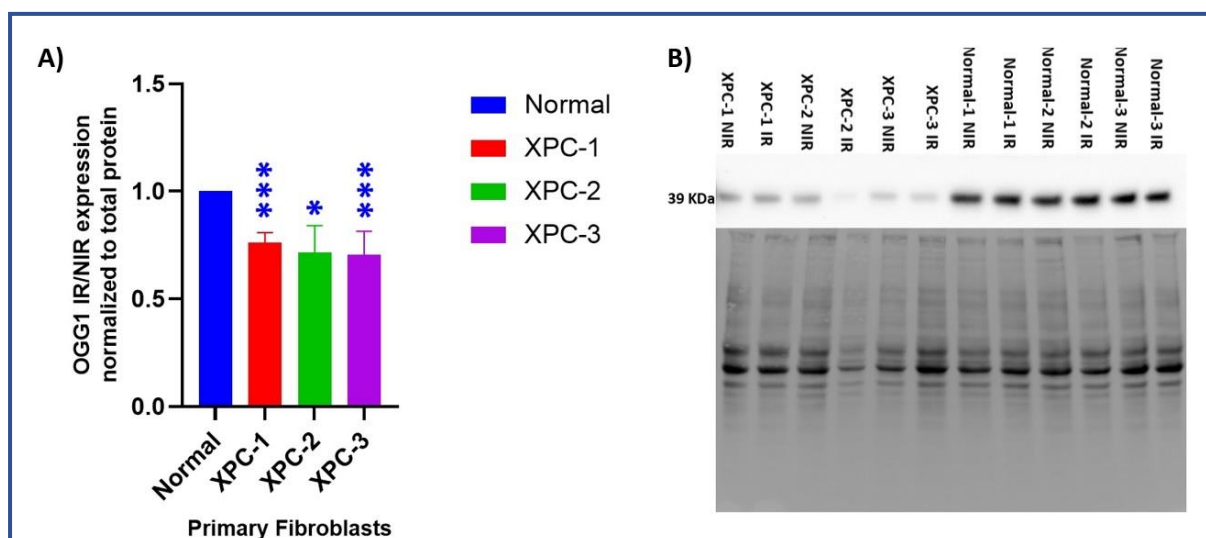 A)
1.5
1.0
0.5
0.0
OGG1 IR/NIR expression
normalized to total protein
***
*
***
Normal
XPC-1
XPC-2
XPC-3
Primary Fibroblasts
Normal
XPC-1
XPC-2
XPC-3
B)
XPC-1 NIR
XPC-1 IR
XPC-2 NIR
XPC-2 IR
XPC-3 NIR
XPC-3 IR
Normal-1 NIR
Normal-1 IR
Normal-2 NIR
Normal-2 IR
Normal-3 NIR
Normal-3 IR
39 KDa